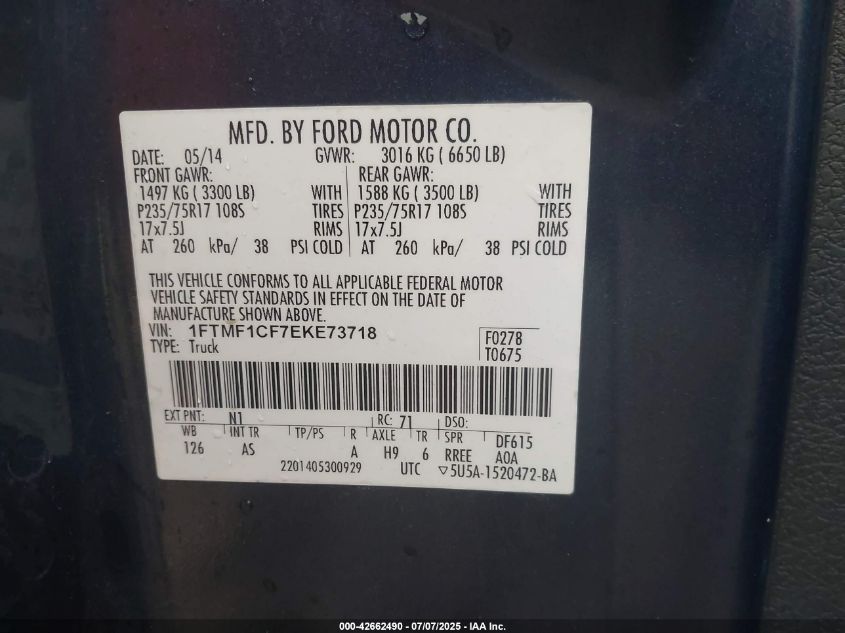 MFD. BY FORD MOTOR CO.
DATE: 05/14 GVWR: 3016 KG ( 6650 LB)
FRONT GAWR: REAR GAWR:
1497 KG ( 3300 LB) WITH 1588 KG ( 3500 LB) WITH
P235/75R17 108S TIRES P235/75R17 108S TIRES
17x7.5J RIMS 17x7.5J RIMS
AT 260 kPa/ 38 PSI COLD AT 260 kPa/ 38 PSI COLD
THIS VEHICLE CONFORMS TO ALL APPLICABLE FEDERAL MOTOR
VEHICLE SAFETY STANDARDS IN EFFECT ON THE DATE OF
MANUFACTURE SHOWN ABOVE.
VIN: 1FTMF1CF7EKE73718 F0278
TYPE: Truck T0675
EXT PNT: N1 RC: 71 DSO:
WB INT TR TP/PS R AXLE TR SPR DF615
126 AS A H9 6 RREE AOA
2201405300929 UTC ▽5U5A-1520472-BA
000-42662490 - 07/07/2025 - IAA Inc.